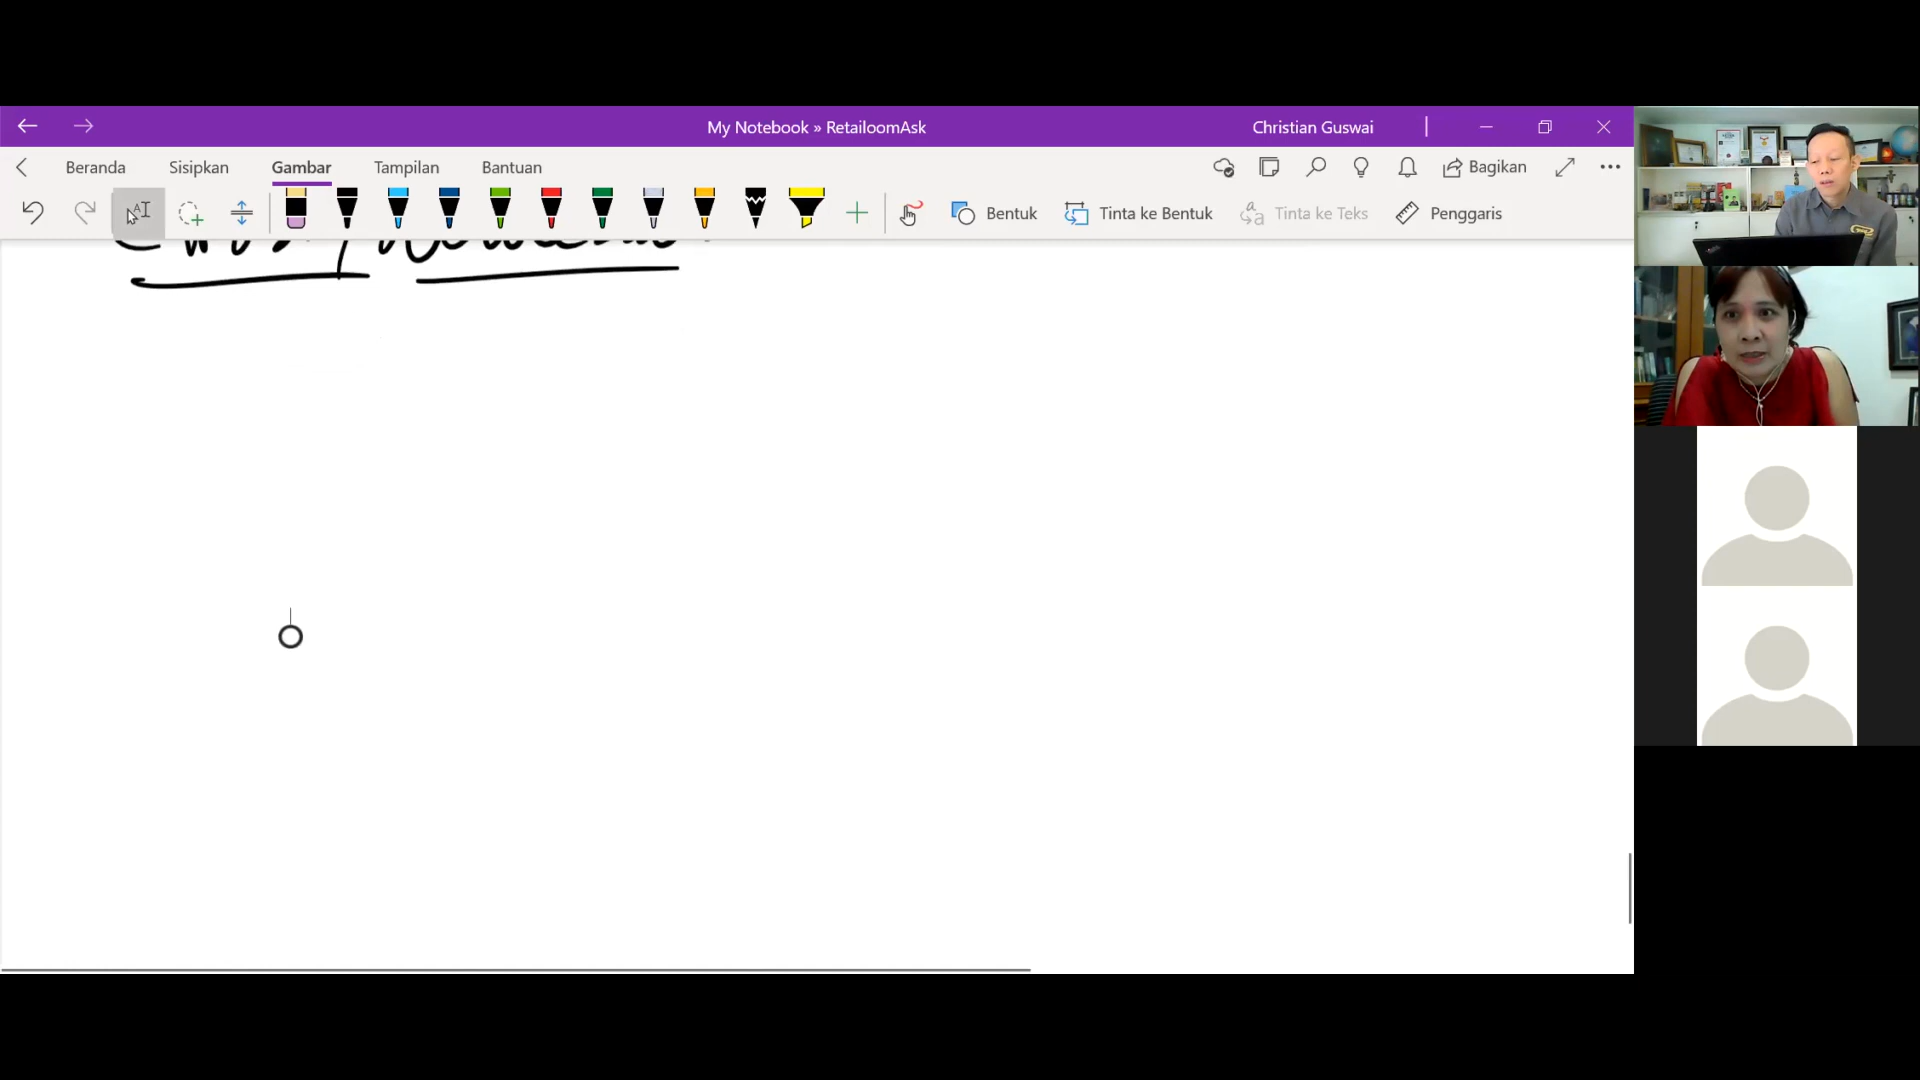 My Notebook » RetailoomAsk
Christian Guswai
Beranda Sisipkan Gambar Tampilan Bantuan
Bagikan
Bentuk Tinta ke Bentuk Tinta ke Teks Penggaris